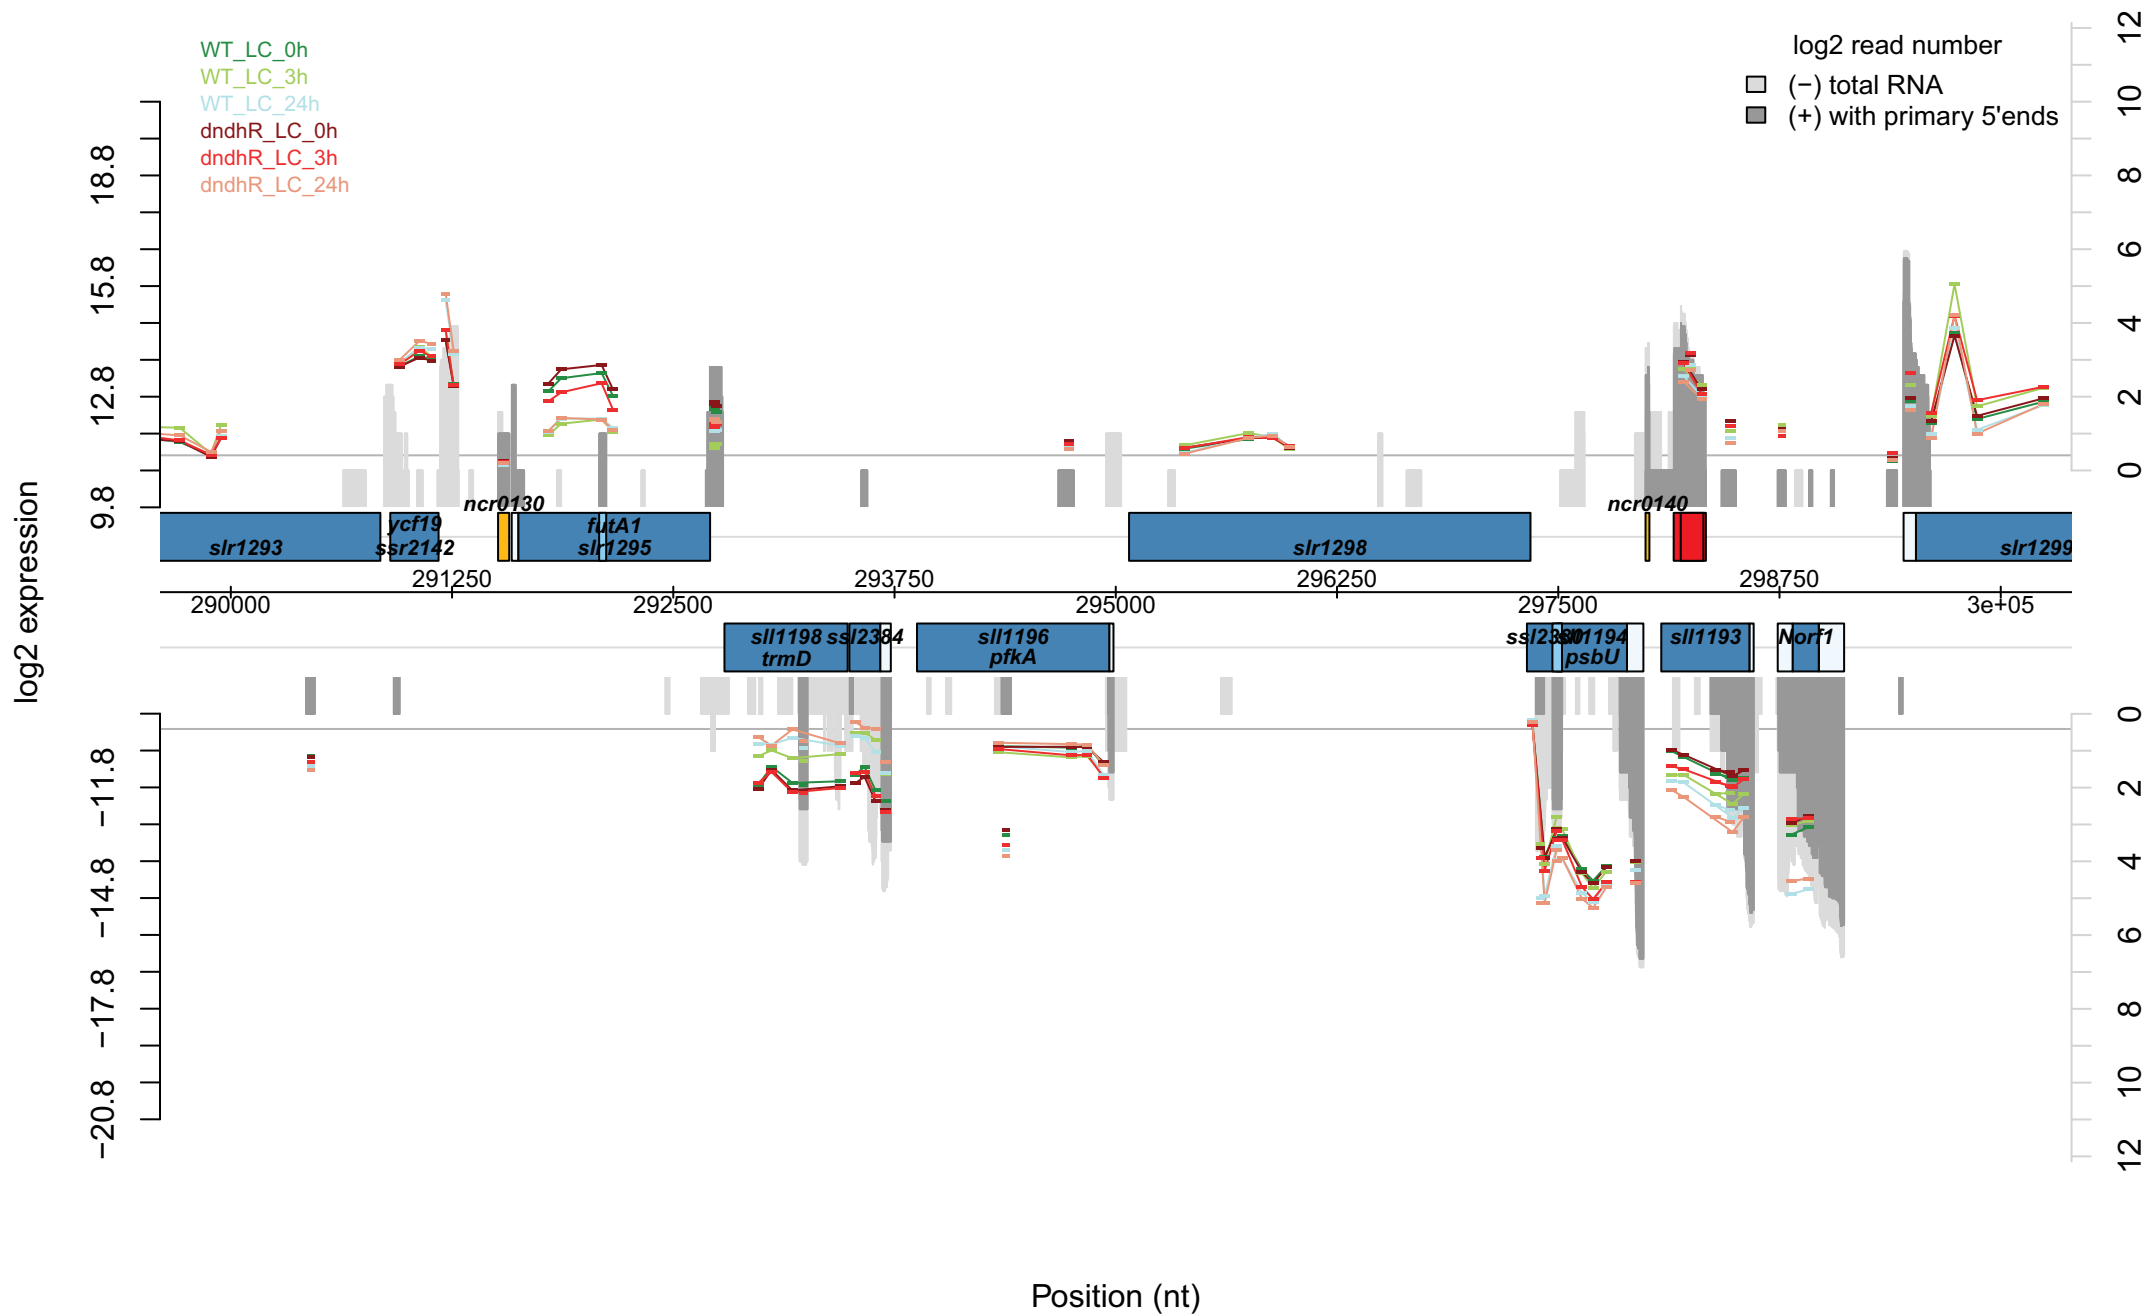 WT_LC_0h
WT_LC_3h
WT_LC_24h
dndhR_LC_0h
dndhR_LC_3h
dndhR_LC_24h
log2 read number
(−) total RNA
(+) with primary 5'ends
log2 expression
9.8 12.8 15.8 18.8
0 2 4 6 8 10 12
ncr0130 ncr0140
ycf19 futA1
slr1293 ssr2142 slr1295 slr1298 slr1299
291250 293750 296250 298750
290000 292500 295000 297500 3e+05
sll1198 ssl2384 sll1196 ssl2380 sll1194 sll1193 Norf1
trmD pfkA psbU
−11.8 −14.8 −17.8 −20.8
0 2 4 6 8 10 12
Position (nt)